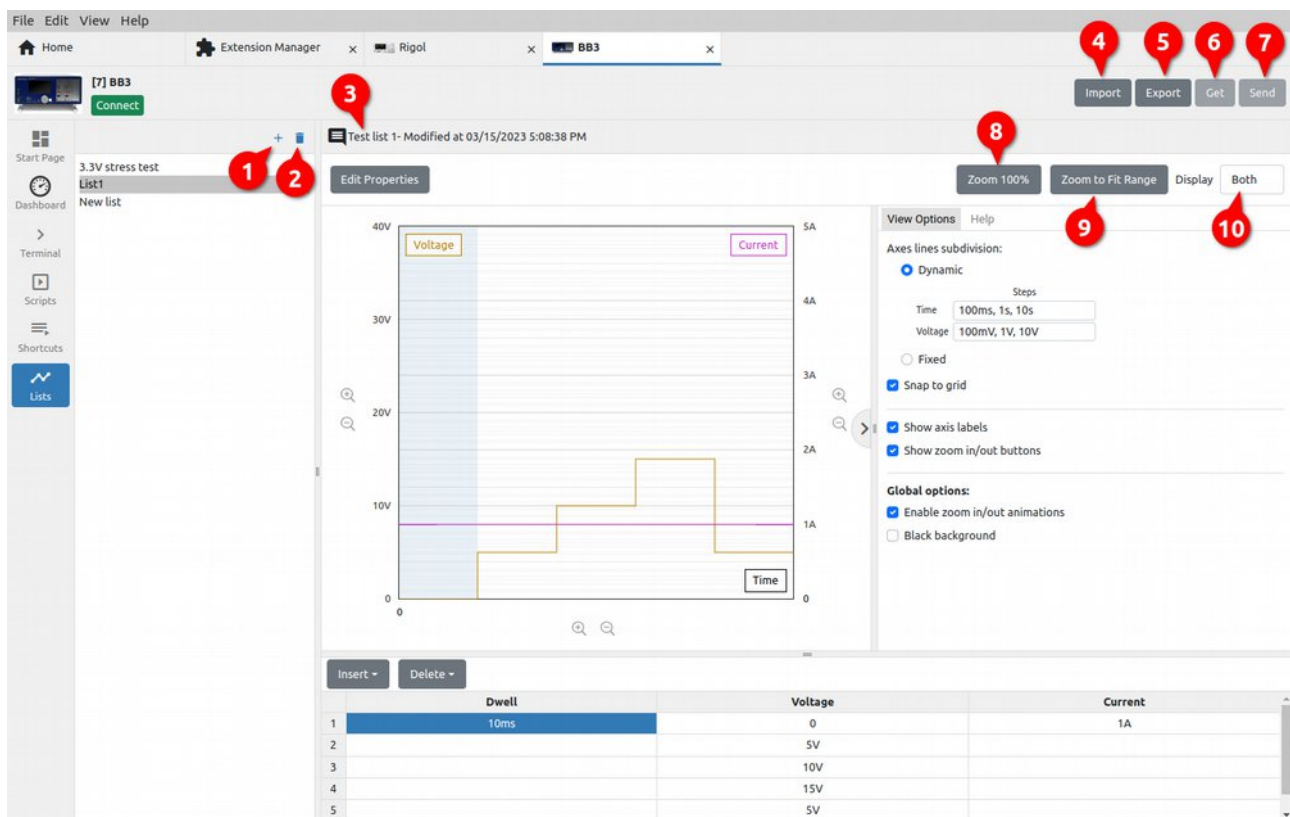 File Edit View Help
Home Extension Manager x Rigol x BB3 x
4 5 6 7
[7] BB3
Connect
Import Export Get Send
3
Test list 1- Modified at 03/15/2023 5:08:38 PM
1 2
8
Start Page
Dashboard
Terminal
Scripts
Shortcuts
Lists
3.3V stress test
List1
New list
Edit Properties
Zoom 100% Zoom to Fit Range Display Both
9 10
40V
30V
20V
10V
0
0
Voltage
Current
Time
5A
4A
3A
2A
1A
0
View Options Help
Axes lines subdivision:
Dynamic
Steps
Time 100ms, 1s, 10s
Voltage 100mV, 1V, 10V
Fixed
Snap to grid
Show axis labels
Show zoom in/out buttons
Global options:
Enable zoom in/out animations
Black background
Insert Delete
Dwell Voltage Current
1 10ms 0 1A
2 5V
3 10V
4 15V
5 5V